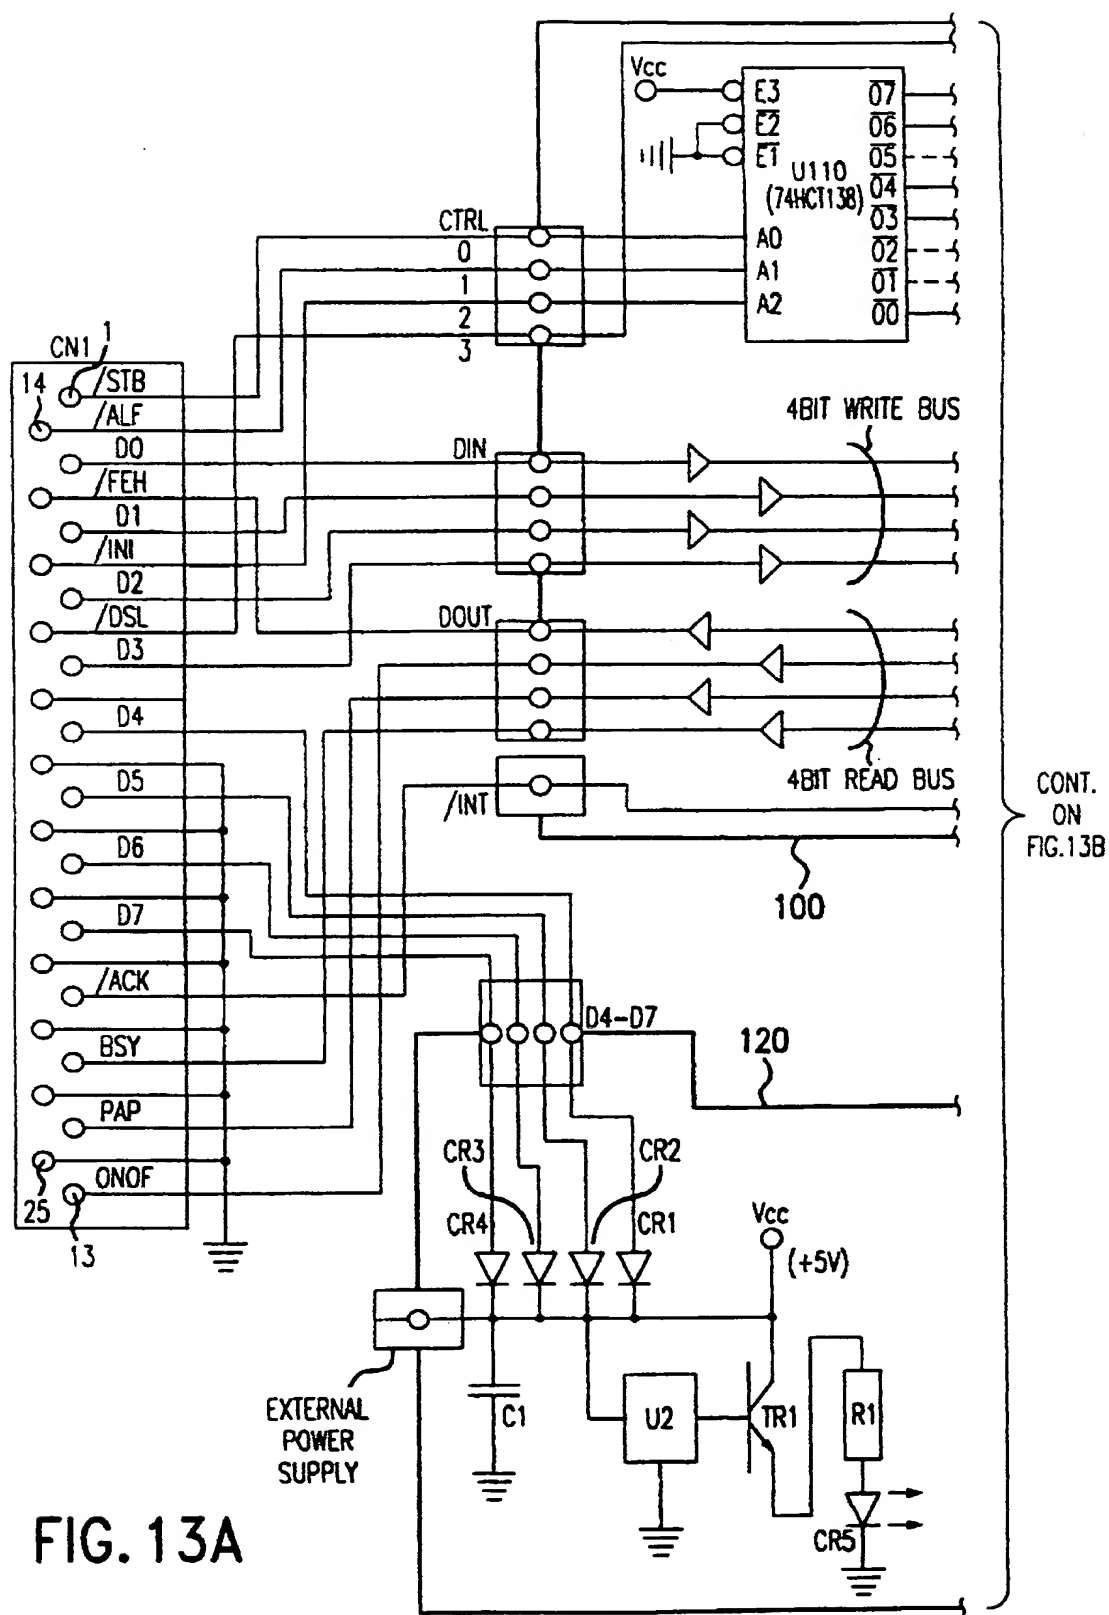 Vcc
E3
E2
E1
U110
(74HCT138)
A0
A1
A2
07
06
05
04
03
02
01
00
CTRL
0
1
2
3
CN1
1
14
/STB
/ALF
D0
/FEH
D1
/INI
D2
/DSL
D3
D4
D5
D6
D7
/ACK
BSY
PAP
ONOF
25
13
DIN
4BIT WRITE BUS
DOUT
4BIT READ BUS
/INT
100
CONT.
ON
FIG.13B
D4-D7
120
CR3
CR2
CR4
CR1
Vcc
(+5V)
EXTERNAL
POWER
SUPPLY
C1
U2
TR1
R1
CR5
FIG. 13A